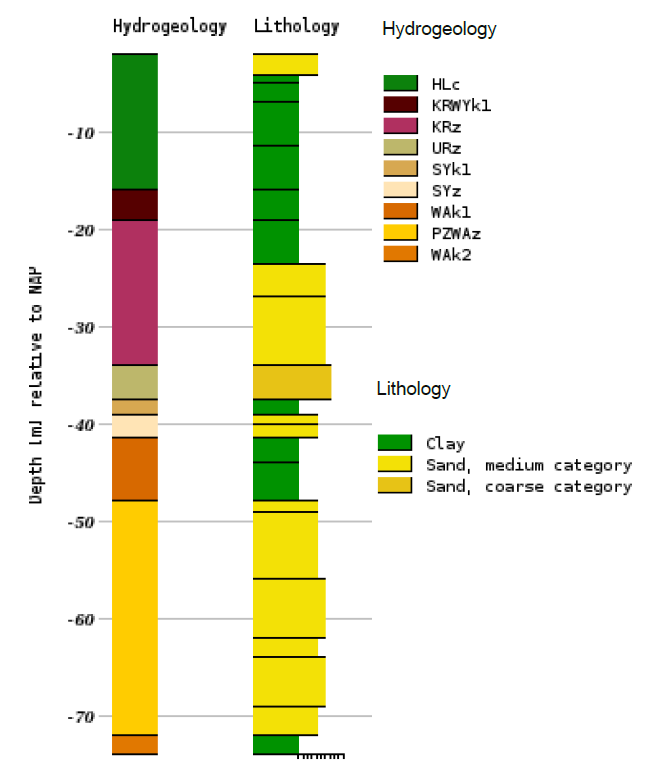 Hydrogeology Lithology
Hydrogeology
HLc
KRWYk1
KRz
URz
SYk1
SYz
WAk1
PZWAz
WAk2
-10
-20
-30
-40
-50
-60
-70
Depth [m] relative to NAP
Lithology
Clay
Sand, medium category
Sand, coarse category